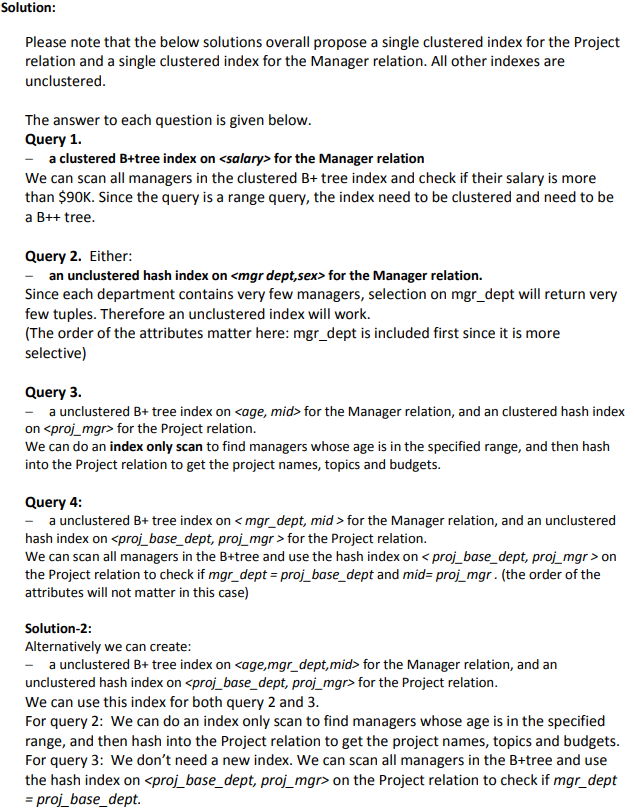 Solution:
Please note that the below solutions overall propose a single clustered index for the Project
relation and a single clustered index for the Manager relation. All other indexes are
unclustered.
The answer to each question is given below.
Query 1.
– a clustered B+tree index on <salary> for the Manager relation
We can scan all managers in the clustered B+ tree index and check if their salary is more
than $90K. Since the query is a range query, the index need to be clustered and need to be
a B++ tree.
Query 2. Either:
– an unclustered hash index on <mgr dept,sex> for the Manager relation.
Since each department contains very few managers, selection on mgr_dept will return very
few tuples. Therefore an unclustered index will work.
(The order of the attributes matter here: mgr_dept is included first since it is more
selective)
Query 3.
– a unclustered B+ tree index on <age, mid> for the Manager relation, and an clustered hash index
on <proj_mgr> for the Project relation.
We can do an index only scan to find managers whose age is in the specified range, and then hash
into the Project relation to get the project names, topics and budgets.
Query 4:
– a unclustered B+ tree index on < mgr_dept, mid > for the Manager relation, and an unclustered
hash index on <proj_base_dept, proj_mgr > for the Project relation.
We can scan all managers in the B+tree and use the hash index on < proj_base_dept, proj_mgr > on
the Project relation to check if mgr_dept = proj_base_dept and mid= proj_mgr . (the order of the
attributes will not matter in this case)
Solution-2:
Alternatively we can create:
– a unclustered B+ tree index on <age,mgr_dept,mid> for the Manager relation, and an
unclustered hash index on <proj_base_dept, proj_mgr> for the Project relation.
We can use this index for both query 2 and 3.
For query 2: We can do an index only scan to find managers whose age is in the specified
range, and then hash into the Project relation to get the project names, topics and budgets.
For query 3: We don't need a new index. We can scan all managers in the B+tree and use
the hash index on <proj_base_dept, proj_mgr> on the Project relation to check if mgr_dept
= proj_base_dept.